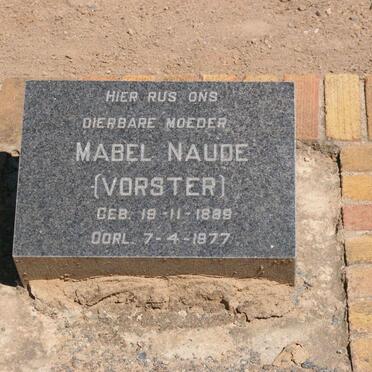 HIER RUS ONS
DIERBARE MOEDER
MABEL NAUDE
(VORSTER)
GEB. 19-11-1889
OORL. 7-4-1977